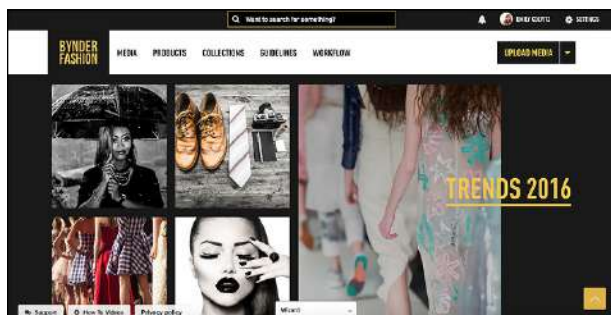 Want to search for something?
SETTINGS
BYNDER
FASHION
MEDIA
PRODUCTS
COLLECTIONS
GUIDELINES
WORKFLOW
UPLOAD MEDIA
TRENDS 2016
Support
How To Videos
Privacy policy
Wizard